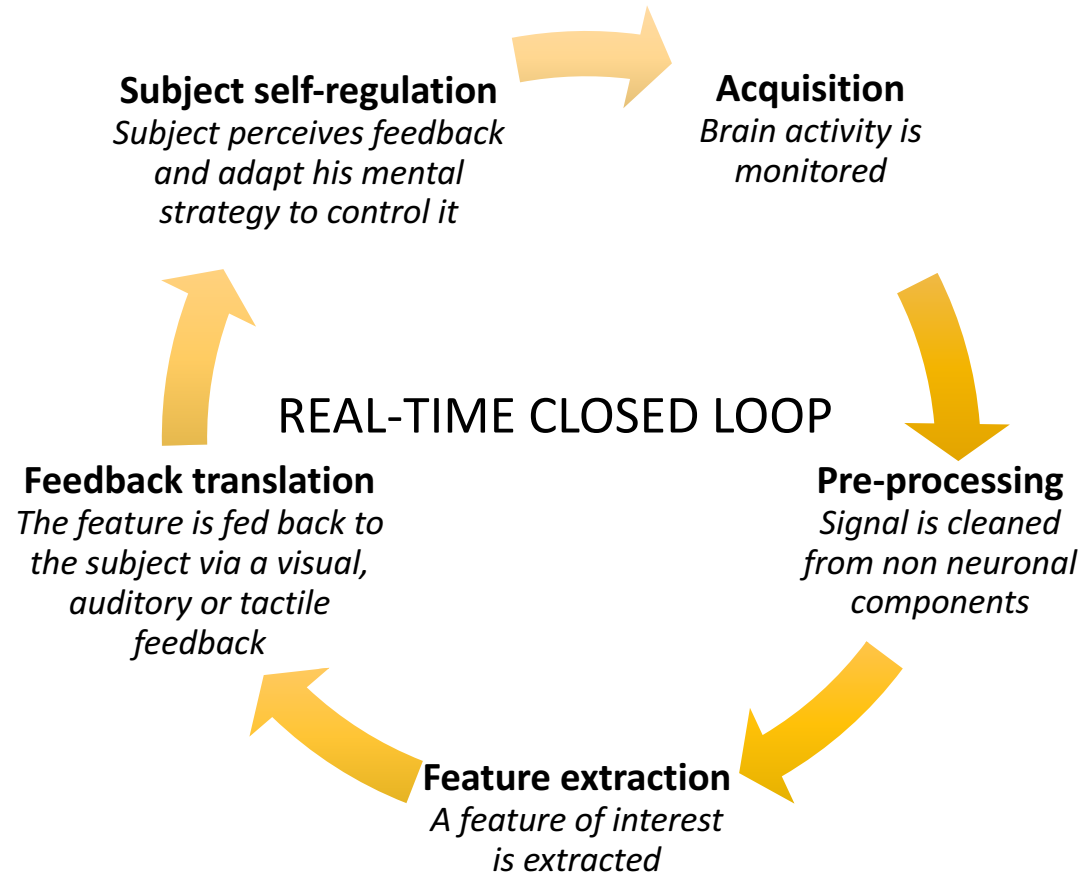 Subject self-regulation
Subject perceives feedback
and adapt his mental
strategy to control it
Acquisition
Brain activity is
monitored
REAL-TIME CLOSED LOOP
Feedback translation
The feature is fed back to
the subject via a visual,
auditory or tactile
feedback
Pre-processing
Signal is cleaned
from non neuronal
components
Feature extraction
A feature of interest
is extracted